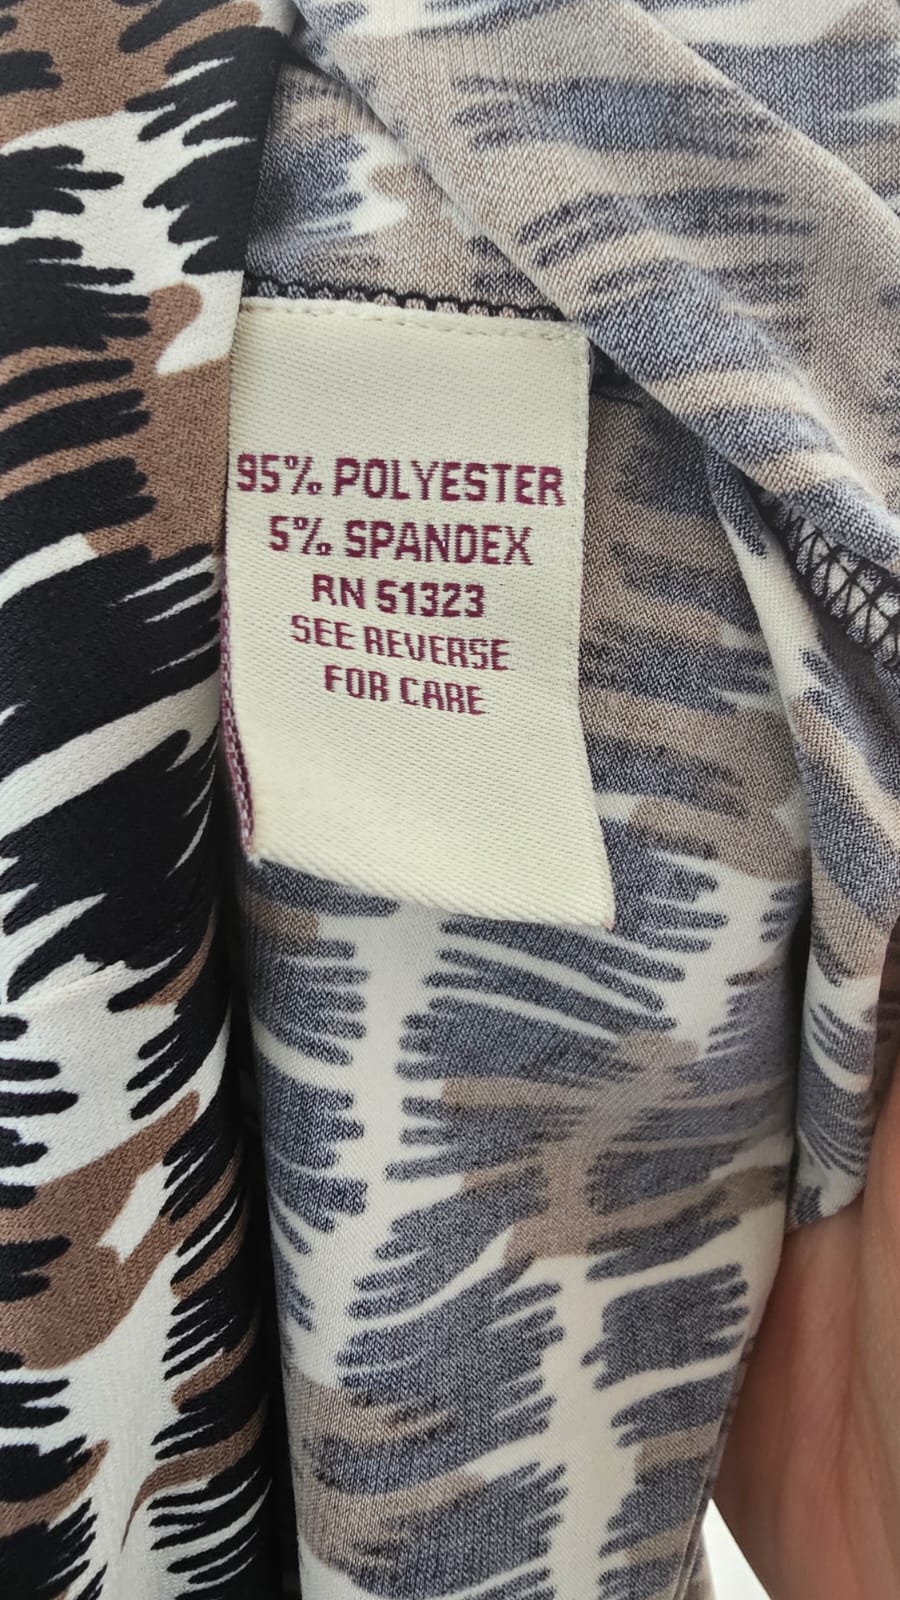 95% POLYESTER
5% SPANDEX
RN 51323
SEE REVERSE
FOR CARE